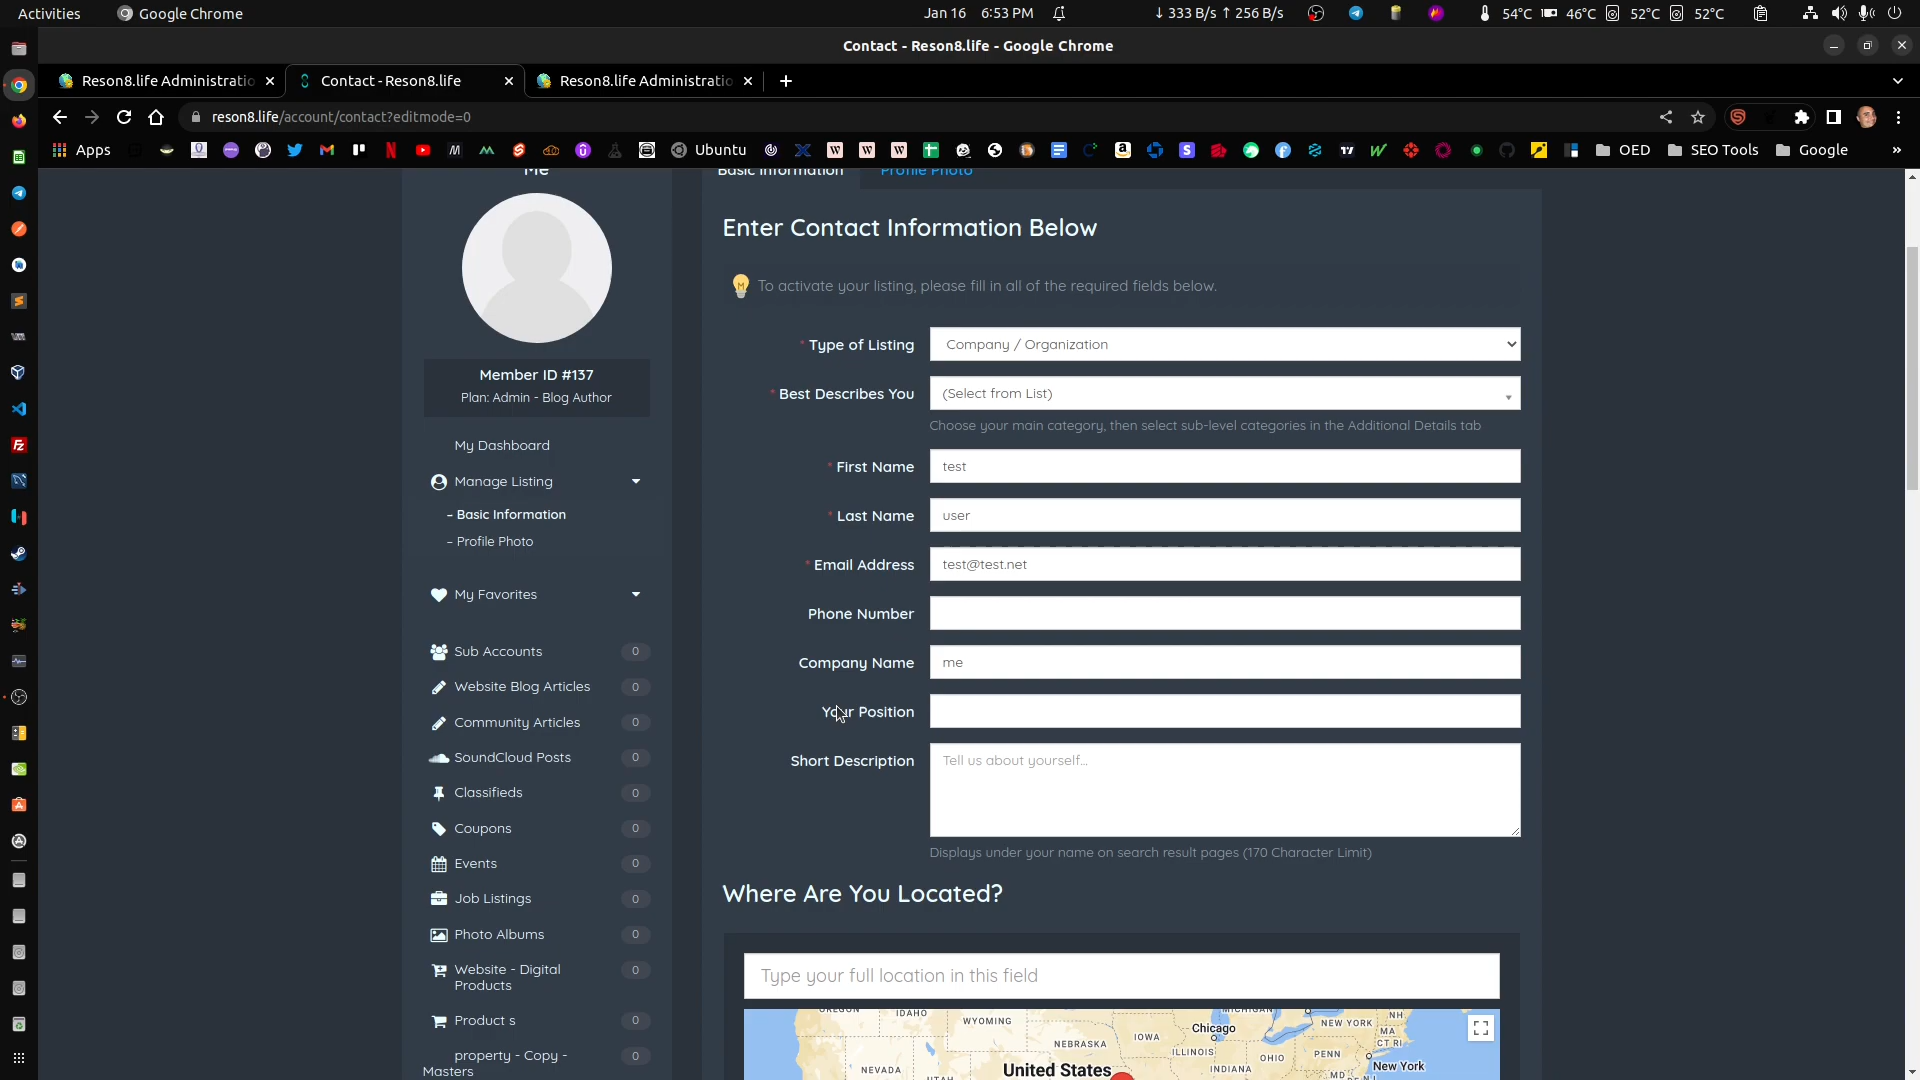 Activities
Google Chrome
Jan 16 6:53 PM
↓ 333 B/s ↑ 256 B/s
54°C
46°C
52°C
52°C
Contact - Reson8.life - Google Chrome
Reson8.life Administratio
Contact - Reson8.life
Reson8.life Administratio
reson8.life/account/contact?editmode=0
Apps
Ubuntu
OED
SEO Tools
Google
»
Me
Member ID #137
Plan: Admin - Blog Author
My Dashboard
Manage Listing
– Basic Information
– Profile Photo
My Favorites
Sub Accounts 0
Website Blog Articles 0
Community Articles 0
SoundCloud Posts 0
Classifieds 0
Coupons 0
Events 0
Job Listings 0
Photo Albums 0
Website - Digital Products 0
Product s 0
property - Copy - Masters 0
Basic Information
Profile Photo
Enter Contact Information Below
To activate your listing, please fill in all of the required fields below.
* Type of Listing
Company / Organization
* Best Describes You
(Select from List)
Choose your main category, then select sub-level categories in the Additional Details tab
* First Name
test
* Last Name
user
* Email Address
test@test.net
Phone Number
Company Name
me
Your Position
Short Description
Tell us about yourself...
Displays under your name on search result pages (170 Character Limit)
Where Are You Located?
Type your full location in this field
OREGON
IDAHO
WYOMING
MICHIGAN
NEW YORK
NH
MA
CT RI
Chicago
IOWA
NEBRASKA
ILLINOIS
OHIO
PENN
INDIANA
New York
NEVADA
UTAH
United States
MD